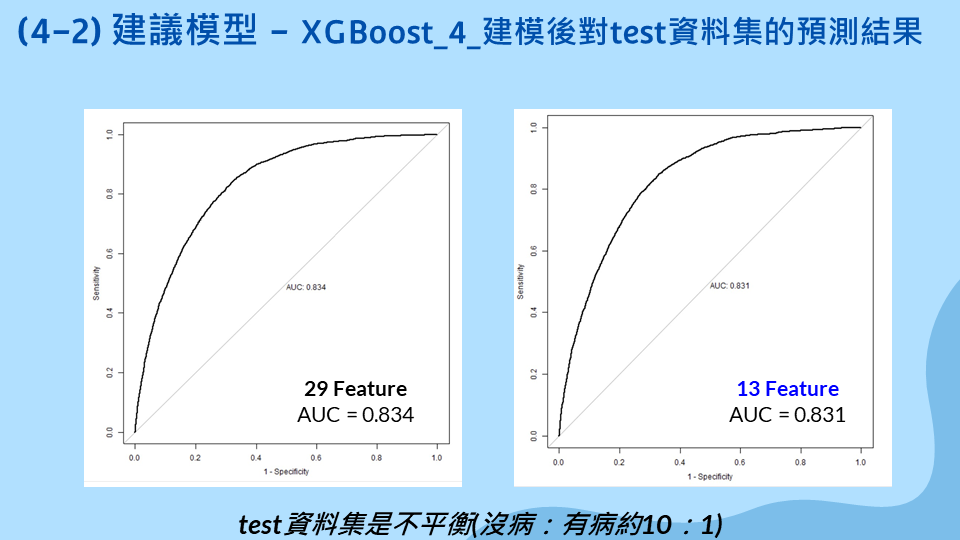 (4-2) 建議模型 - XGBoost_4_建模後對test資料集的預測結果
1.0
0.8
0.6
0.4
0.2
0.0
Sensitivity
AUC: 0.834
29 Feature
AUC = 0.834
0.0 0.2 0.4 0.6 0.8 1.0
1 - Specificity
1.0
0.8
0.6
0.4
0.2
0.0
Sensitivity
AUC: 0.831
13 Feature
AUC = 0.831
0.0 0.2 0.4 0.6 0.8 1.0
1 - Specificity
test資料集是不平衡(沒病：有病約10：1)